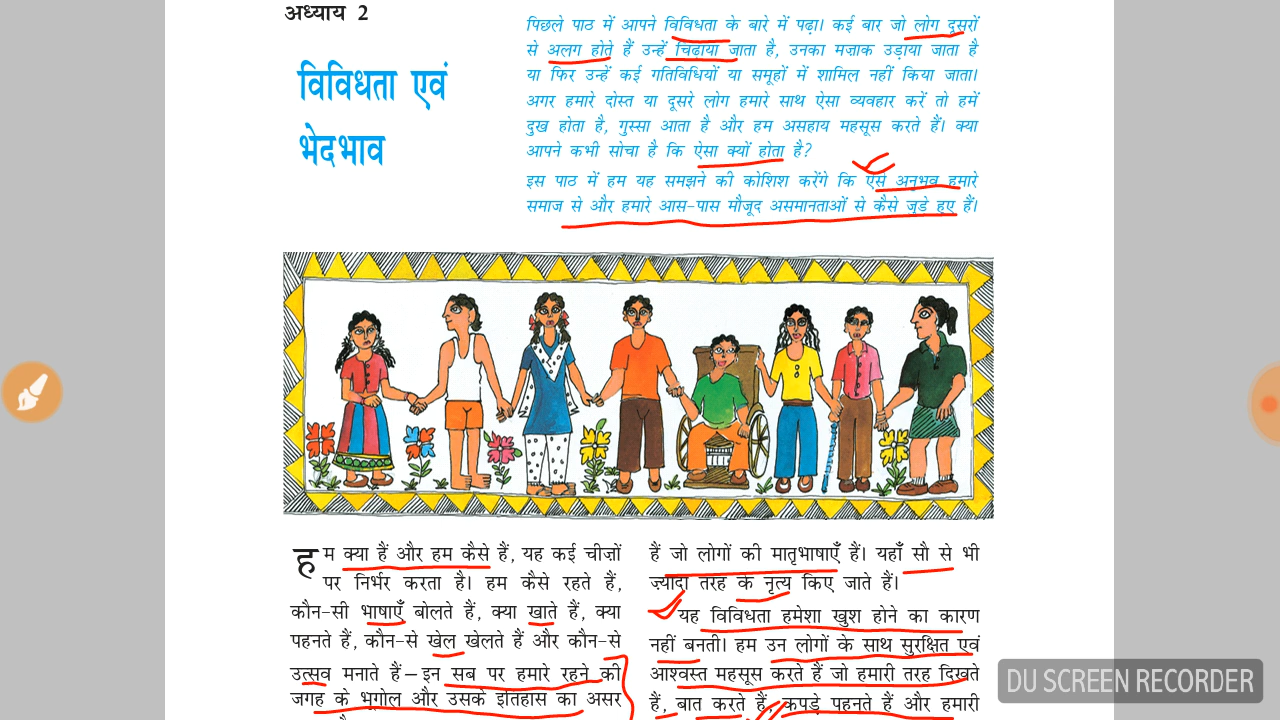 अध्याय 2
विविधता एवं
भेदभाव
पिछले पाठ में आपने विविधता के बारे में पढ़ा। कई बार जो लोग दूसरों
से अलग होते हैं उन्हें चिढ़ाया जाता है, उनका मज़ाक उड़ाया जाता है
या फिर उन्हें कई गतिविधियों या समूहों में शामिल नहीं किया जाता।
अगर हमारे दोस्त या दूसरे लोग हमारे साथ ऐसा व्यवहार करें तो हमें
दुख होता है, गुस्सा आता है और हम असहाय महसूस करते हैं। क्या
आपने कभी सोचा है कि ऐसा क्यों होता है?
इस पाठ में हम यह समझने की कोशिश करेंगे कि ऐसे अनुभव हमारे
समाज से और हमारे आस-पास मौजूद असमानताओं से कैसे जुड़े हुए हैं।
हम क्या हैं और हम कैसे हैं, यह कई चीज़ों
पर निर्भर करता है। हम कैसे रहते हैं,
कौन-सी भाषाएँ बोलते हैं, क्या खाते हैं, क्या
पहनते हैं, कौन-से खेल खेलते हैं और कौन-से
उत्सव मनाते हैं – इन सब पर हमारे रहने की
जगह के भूगोल और उसके इतिहास का असर
हैं जो लोगों की मातृभाषाएँ हैं। यहाँ सौ से भी
ज़्यादा तरह के नृत्य किए जाते हैं।
यह विविधता हमेशा खुश होने का कारण
नहीं बनती। हम उन लोगों के साथ सुरक्षित एवं
आश्वस्त महसूस करते हैं जो हमारी तरह दिखते
हैं, बात करते हैं, कपड़े पहनते हैं और हमारी
DU SCREEN RECORDER